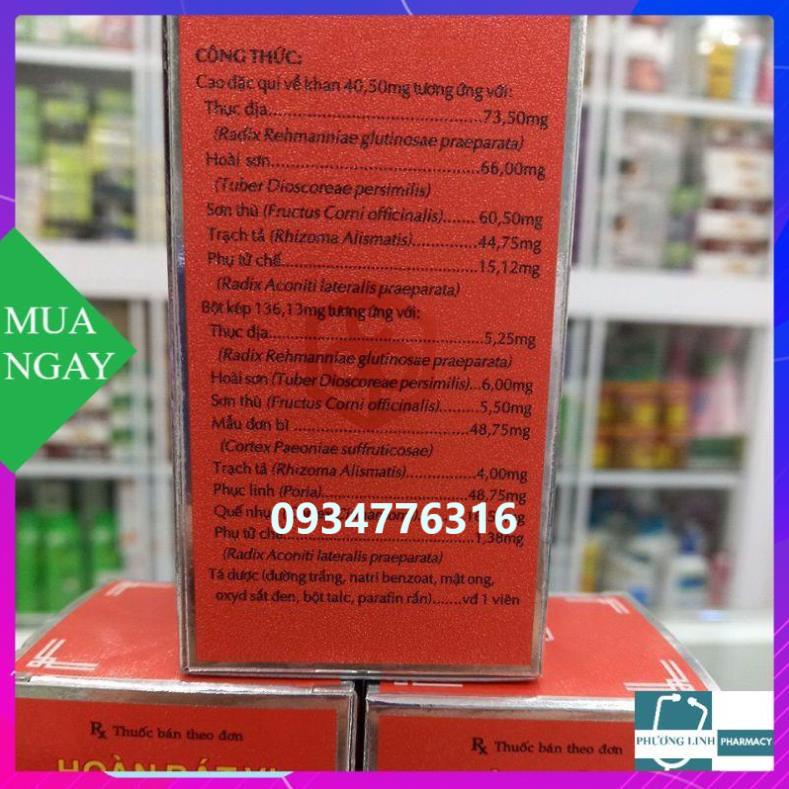 CÔNG THỨC:
Cao đặc qui về khan 40,50mg tương ứng với:
Thục địa..........................73,50mg
(Radix Rehmanniae glutinosae praeparata)
Hoài sơn..........................66,00mg
(Tuber Dioscoreae persimilis)
Sơn thù (Fructus Corni officinalis)....... 60,50mg
Trạch tả (Rhizoma Alismatis)............44,75mg
Phụ tử chế..........................15,12mg
(Radix Aconiti lateralis praeparata)
Bột kép 136,13mg tương ứng với:
Thục địa..........................5,25mg
(Radix Rehmanniae glutinosae praeparata)
Hoài sơn (Tuber Dioscoreae persimilis)...6,00mg
Sơn thù (Fructus Corni officinalis).......5,50mg
Mẫu đơn bì ..........................48,75mg
(Cortex Paeoniae suffruticosae)
Trạch tả (Rhizoma Alismatis)............4,00mg
Phục linh (Poria)..........................48,75mg
Quế
0934776316
Phụ tử chế 1,38mg
(Radix Aconiti lateralis praeparata)
Tá dược (đường trắng, natri benzoat, mật ong,
oxyd sắt đen, bột talc, parafin rắn).......vđ 1 viên
MUA
NGAY
Rx Thuốc bán theo đơn
HOÀN BÁT VỊ
Rx Thuốc bán theo đơn
PHƯƠNG LINH PHARMACY